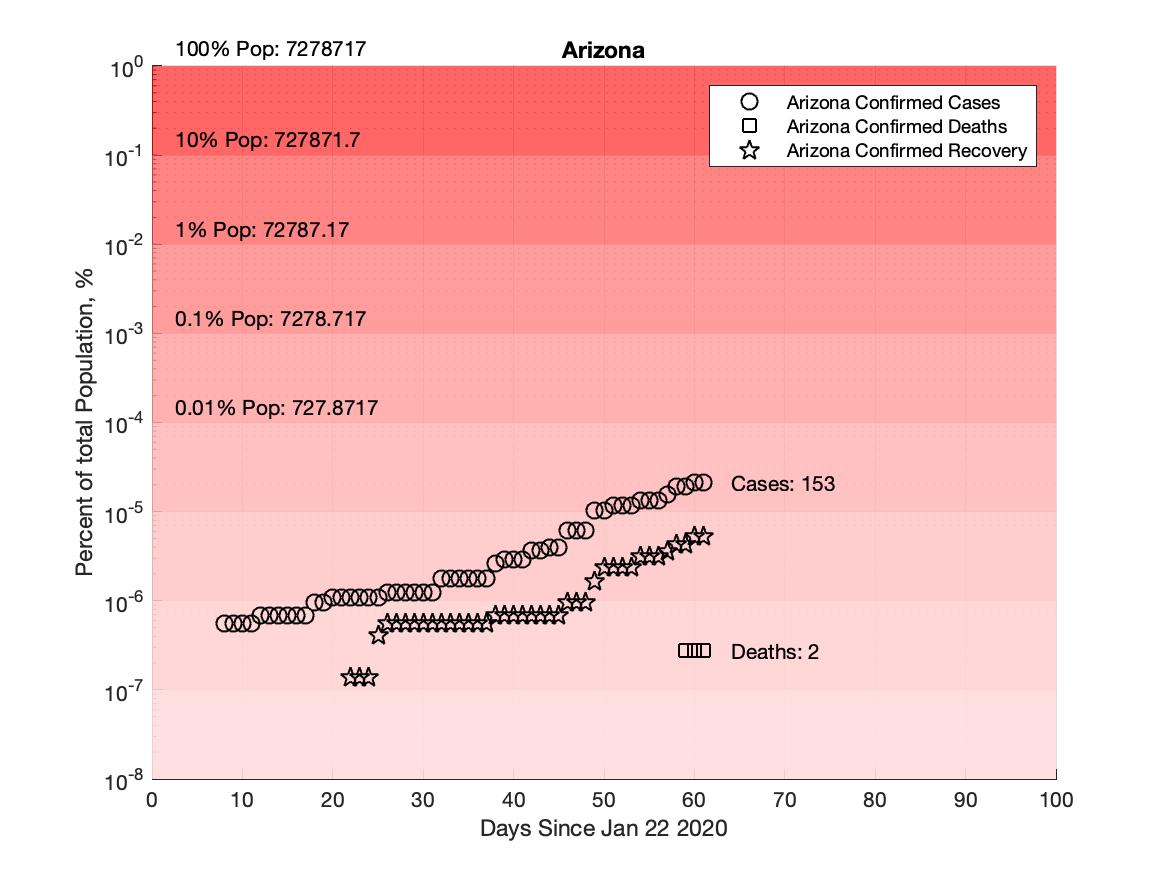 100% Pop: 7278717
Arizona
10^0
Arizona Confirmed Cases
Arizona Confirmed Deaths
Arizona Confirmed Recovery
10% Pop: 727871.7
10^-1
1% Pop: 72787.17
10^-2
0.1% Pop: 7278.717
10^-3
0.01% Pop: 727.8717
10^-4
Percent of total Population, %
Cases: 153
10^-5
10^-6
Deaths: 2
10^-7
10^-8
0 10 20 30 40 50 60 70 80 90 100
Days Since Jan 22 2020